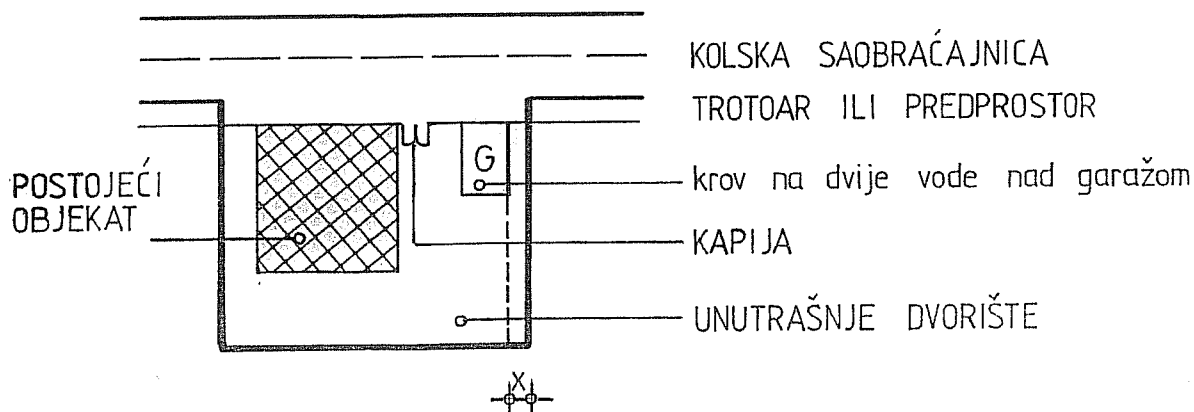 KOLSKA SAOBRAĆAJNICA
TROTOAR ILI PREDPROSTOR
G
krov na dvije vode nad garažom
POSTOJEĆI
OBJEKAT
KAPIJA
UNUTRAŠNJE DVORIŠTE
X